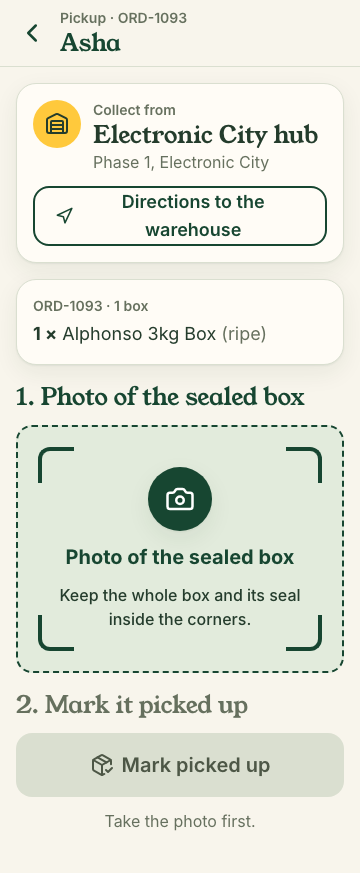 Pickup · ORD-1093
Asha
Collect from
Electronic City hub
Phase 1, Electronic City
Directions to the
warehouse
ORD-1093 · 1 box
1 × Alphonso 3kg Box (ripe)
1. Photo of the sealed box
Photo of the sealed box
Keep the whole box and its seal
inside the corners.
2. Mark it picked up
Mark picked up
Take the photo first.